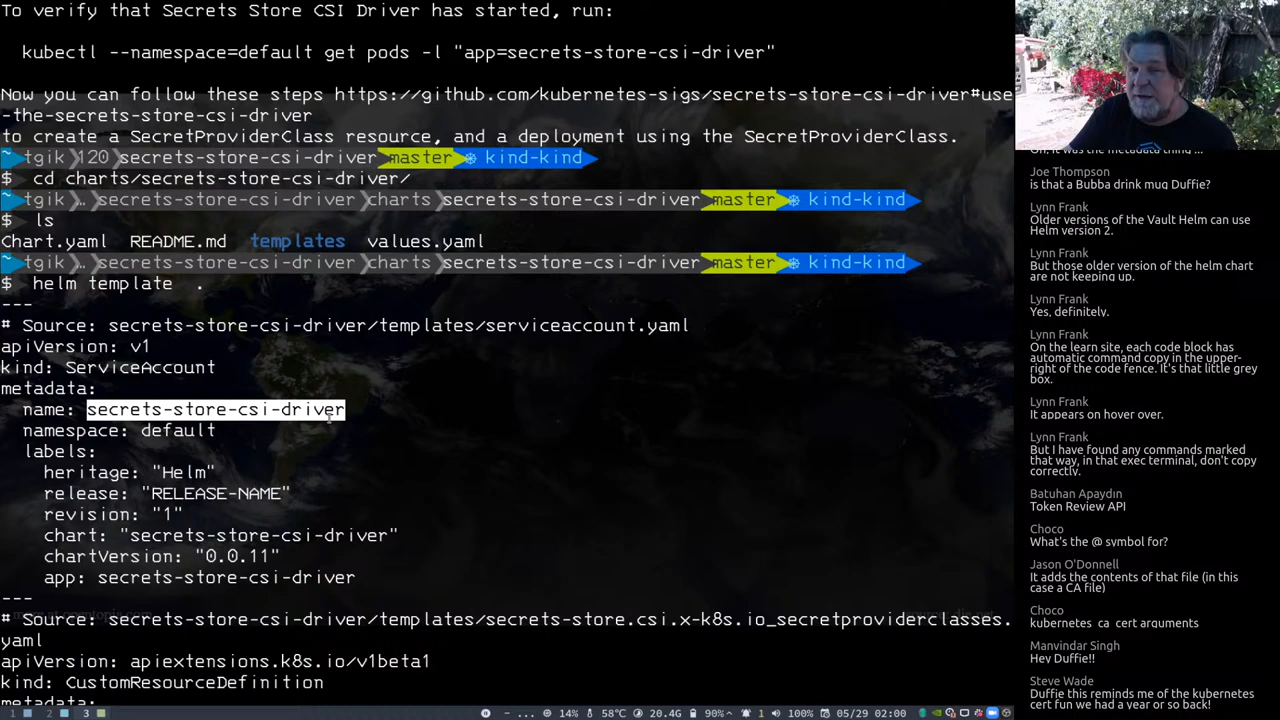 To verify that Secrets Store CSI Driver has started, run:
kubectl --namespace=default get pods -l "app=secrets-store-csi-driver"
Now you can follow these steps https://github.com/kubernetes-sigs/secrets-store-csi-driver#use
-the-secrets-store-csi-driver
to create a SecretProviderClass resource, and a deployment using the SecretProviderClass.
~ tgik 120 secrets-store-csi-driver master ⎈ kind-kind
$ cd charts/secrets-store-csi-driver/
~ tgik … secrets-store-csi-driver charts secrets-store-csi-driver master ⎈ kind-kind
$ ls
Chart.yaml README.md templates values.yaml
~ tgik … secrets-store-csi-driver charts secrets-store-csi-driver master ⎈ kind-kind
$ helm template .
---
# Source: secrets-store-csi-driver/templates/serviceaccount.yaml
apiVersion: v1
kind: ServiceAccount
metadata:
name: secrets-store-csi-driver
namespace: default
labels:
heritage: "Helm"
release: "RELEASE-NAME"
revision: "1"
chart: "secrets-store-csi-driver"
chartVersion: "0.0.11"
app: secrets-store-csi-driver
---
# Source: secrets-store-csi-driver/templates/secrets-store.csi.x-k8s.io_secretproviderclasses.
yaml
apiVersion: apiextensions.k8s.io/v1beta1
kind: CustomResourceDefinition
metadata:
1 2 3 - ... 14% 58℃ 20.4G 90% 1 100% 05/29 02:00
Oh, it was the metadata thing ...
Joe Thompson
is that a Bubba drink mug Duffie?
Lynn Frank
Older versions of the Vault Helm can use
Helm version 2.
Lynn Frank
But those older version of the helm chart
are not keeping up.
Lynn Frank
Yes, definitely.
Lynn Frank
On the learn site, each code block has
automatic command copy in the upper-
right of the code fence. It's that little grey
box.
Lynn Frank
It appears on hover over.
Lynn Frank
But I have found any commands marked
that way, in that exec terminal, don't copy
correctly.
Batuhan Apaydın
Token Review API
Choco
What's the @ symbol for?
Jason O'Donnell
It adds the contents of that file (in this
case a CA file)
Choco
kubernetes_ca_cert arguments
Manvindar Singh
Hey Duffie!!
Steve Wade
Duffie this reminds me of the kubernetes
cert fun we had a year or so back!